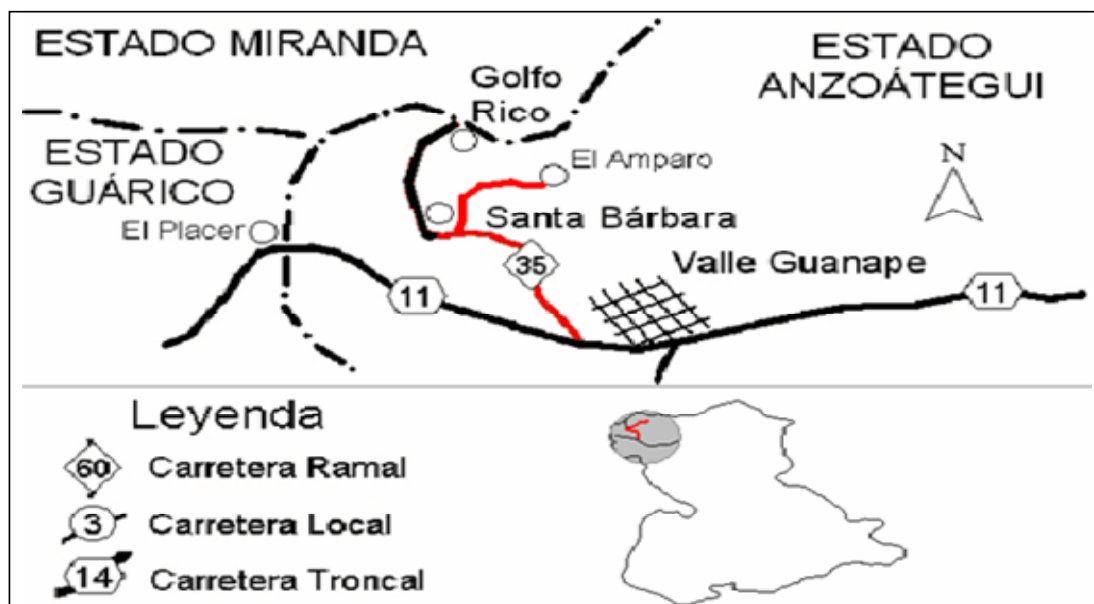 ESTADO MIRANDA
ESTADO
ANZOÁTEGUI
Golfo
Rico
ESTADO
GUÁRICO
El Amparo
N
El Placer
Santa Bárbara
35
Valle Guanape
11
11
Leyenda
60 Carretera Ramal
3 Carretera Local
14 Carretera Troncal